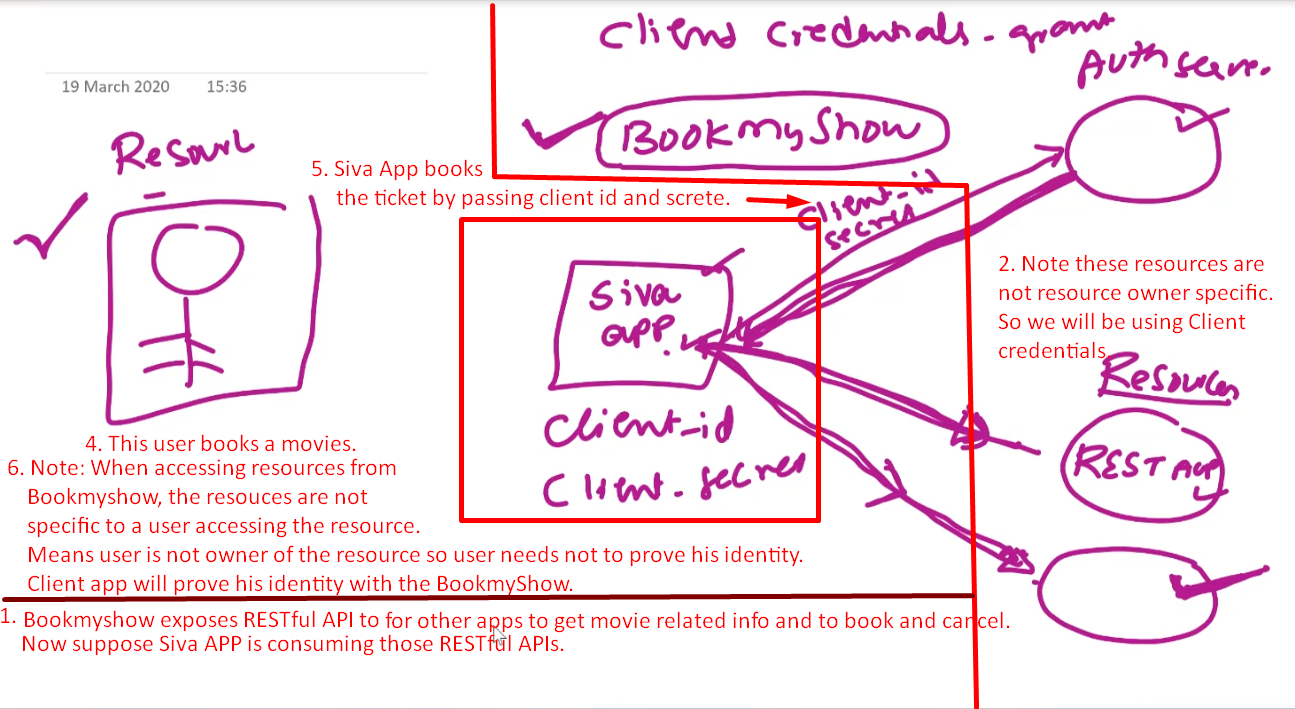 Client Credentials - grant
Auth serve.
19 March 2020 15:36
BookmyShow
Resour
5. Siva App books
the ticket by passing client id and screte.
Client_id
secret
Siva
app.
2. Note these resources are
not resource owner specific.
So we will be using Client
credentials.
Resources
Client_id
Client - secret
REST API
4. This user books a movies.
6. Note: When accessing resources from
Bookmyshow, the resouces are not
specific to a user accessing the resource.
Means user is not owner of the resource so user needs not to prove his identity.
Client app will prove his identity with the BookmyShow.
1. Bookmyshow exposes RESTful API to for other apps to get movie related info and to book and cancel.
Now suppose Siva APP is consuming those RESTful APIs.